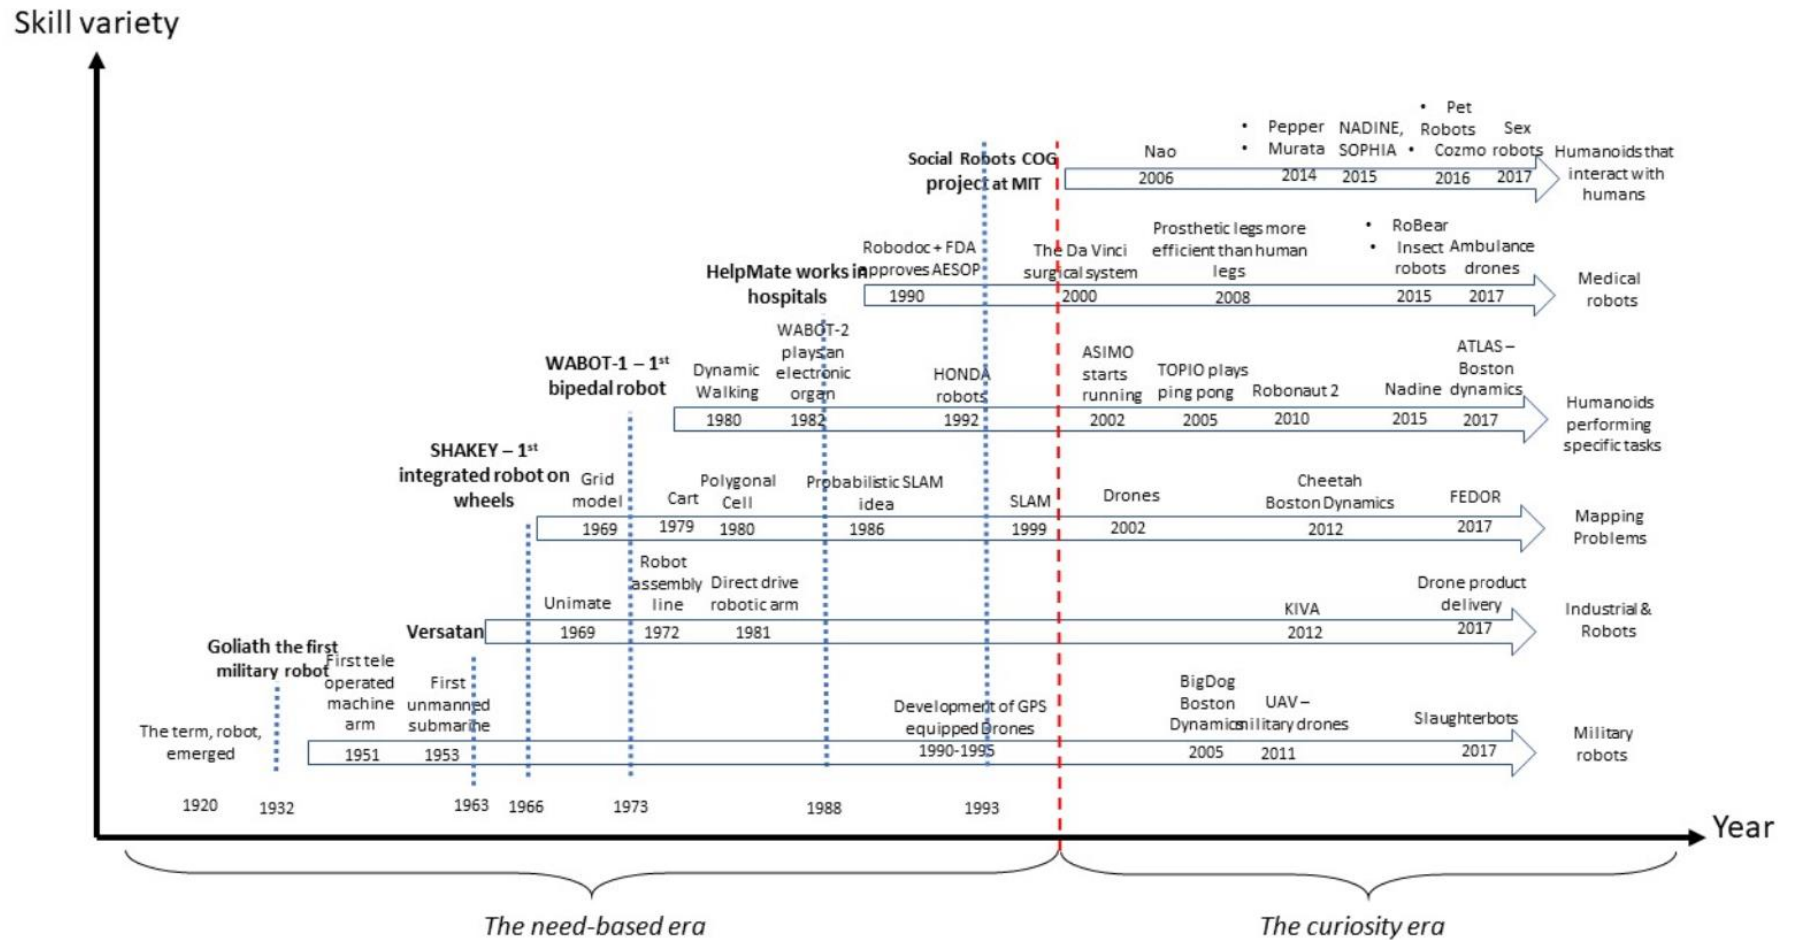 Skill variety
• Pet
• Pepper NADINE, Robots Sex
• Murata SOPHIA • Cozmo robots
Nao
Social Robots COG
project at MIT
2006 2014 2015 2016 2017
Humanoids that
interact with
humans
Prosthetic legs more
efficient than human
legs
• RoBear
• Insect
robots
Ambulance
drones
Robodoc + FDA
approves AESOP
The Da Vinci
surgical system
HelpMate works in
hospitals
1990 2000 2008 2015 2017
Medical
robots
WABOT-2
plays an
electronic
organ
WABOT-1 – 1st
bipedal robot
Dynamic
Walking
HONDA
robots
ASIMO
starts
running
TOPIO plays
ping pong
Robonaut 2
Nadine
ATLAS –
Boston
dynamics
1980 1982 1992 2002 2005 2010 2015 2017
Humanoids
performing
specific tasks
SHAKEY – 1st
integrated robot on
wheels
Grid
model
Cart
Polygonal
Cell
Probabilistic SLAM
idea
SLAM
Drones
Cheetah
Boston Dynamics
FEDOR
1969 1979 1980 1986 1999 2002 2012 2017
Mapping
Problems
Versatan
Unimate
Robot
assembly
line
Direct drive
robotic arm
KIVA
Drone product
delivery
1969 1972 1981 2012 2017
Industrial &
Robots
Goliath the first
military robot
The term, robot,
emerged
First tele
operated
machine
arm
First
unmanned
submarine
Development of GPS
equipped Drones
BigDog
Boston
Dynamics
UAV –
military drones
Slaughterbots
1951 1953 1990-1995 2005 2011 2017
Military
robots
1920 1932 1963 1966 1973 1988 1993
Year
The need-based era
The curiosity era